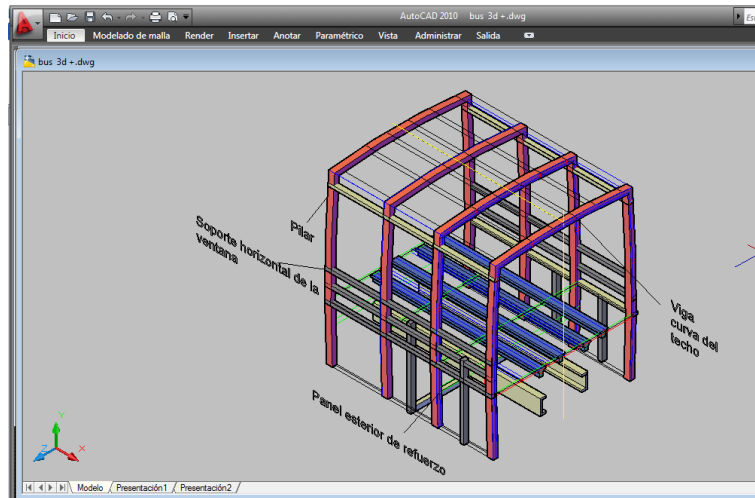 AutoCAD 2010 bus 3d +.dwg
Inicio Modelado de malla Render Insertar Anotar Paramétrico Vista Administrar Salida
bus 3d +.dwg
Pilar
Soporte horizontal de la
ventana
Viga
curva del
techo
Panel esterior de refuerzo
Y
Z
X
Modelo Presentación1 Presentación2